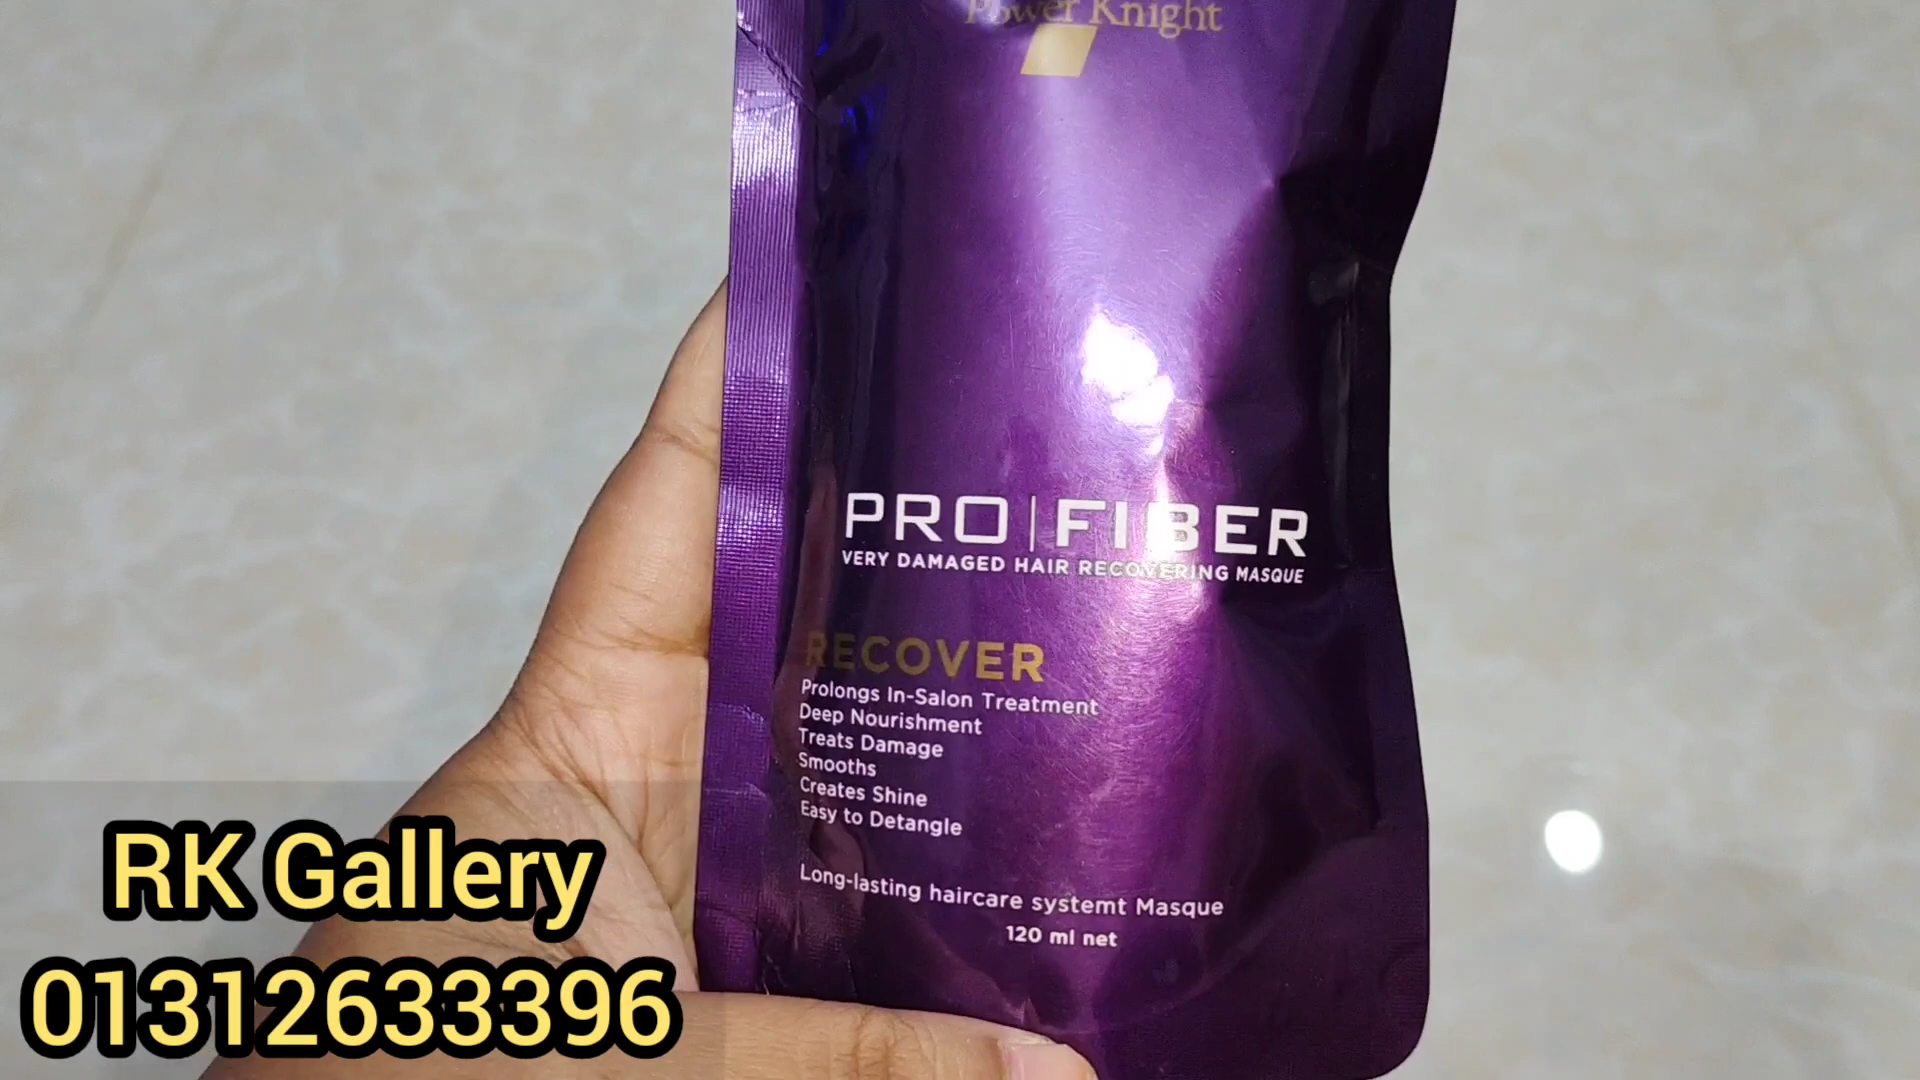 Power Knight
PRO | FIBER
VERY DAMAGED HAIR RECOVERING MASQUE
RECOVER
Prolongs In-Salon Treatment
Deep Nourishment
Treats Damage
Smooths
Creates Shine
Easy to Detangle
Long-lasting haircare systemt Masque
120 ml net
RK Gallery
01312633396